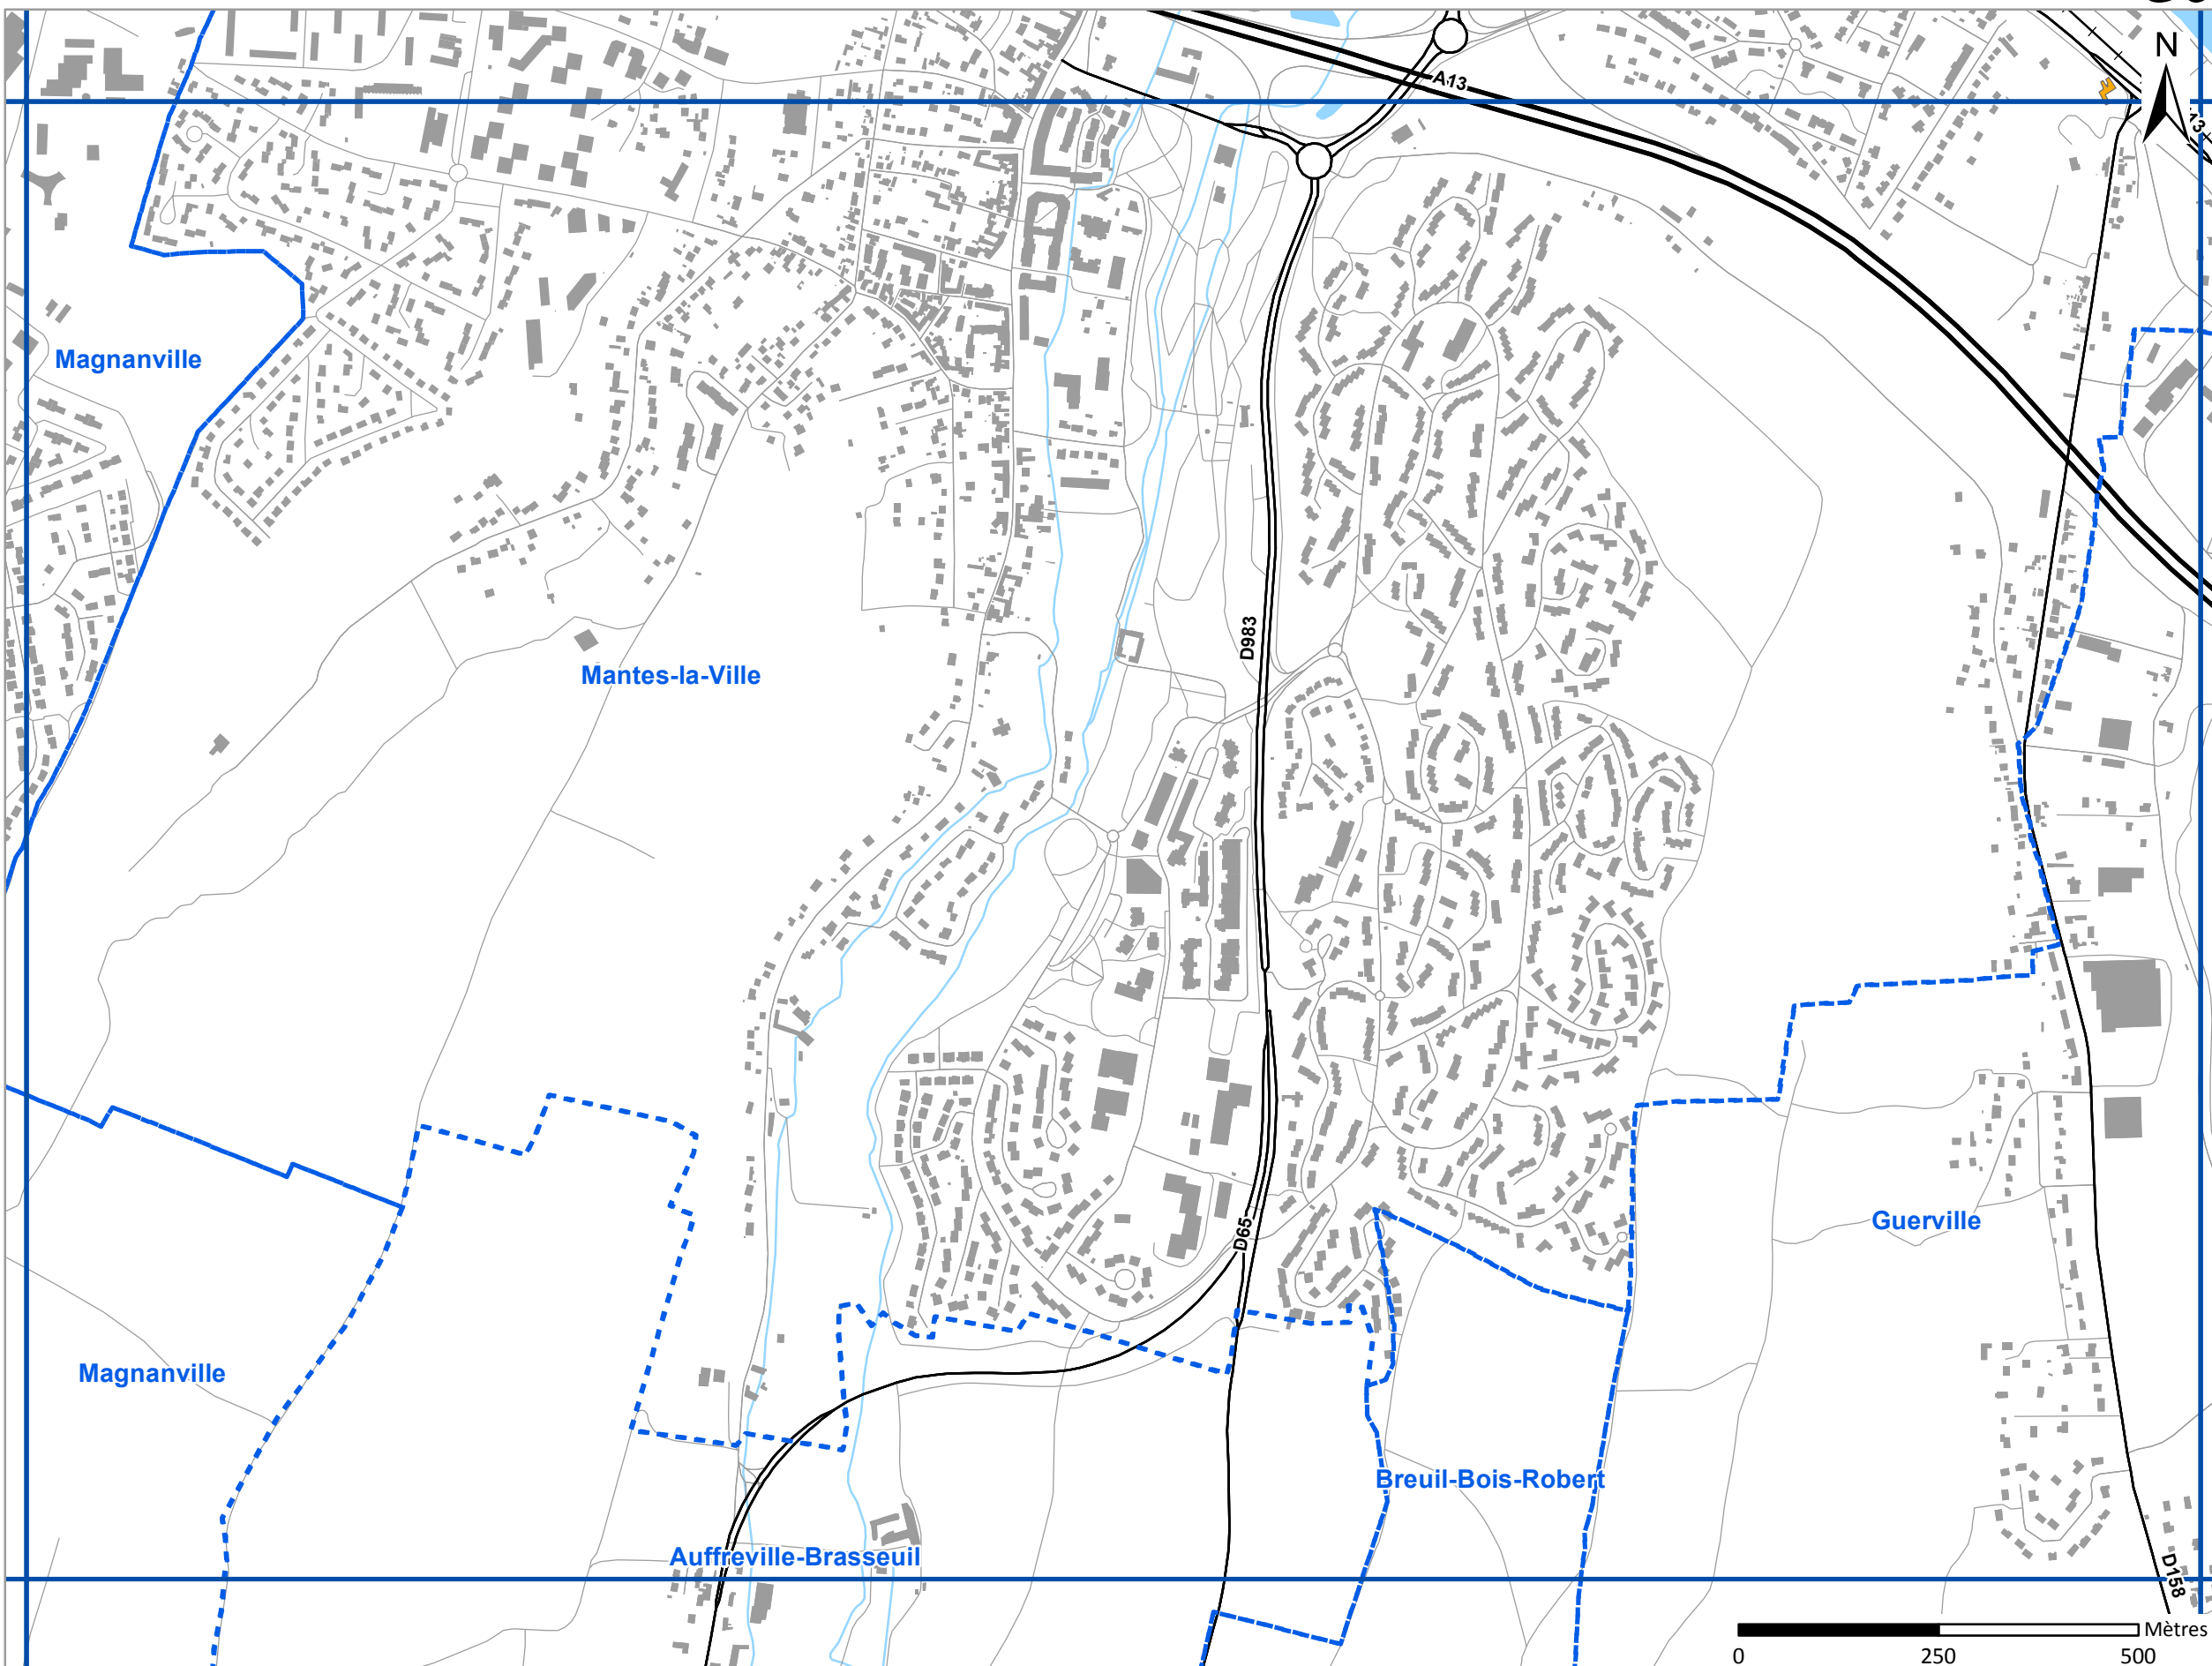 N
A13
Magnanville
D983
Mantes-la-Ville
Guerville
D65
Magnanville
Breuil-Bois-Robert
Auffreville-Brasseuil
D158
Mètres
0 250 500